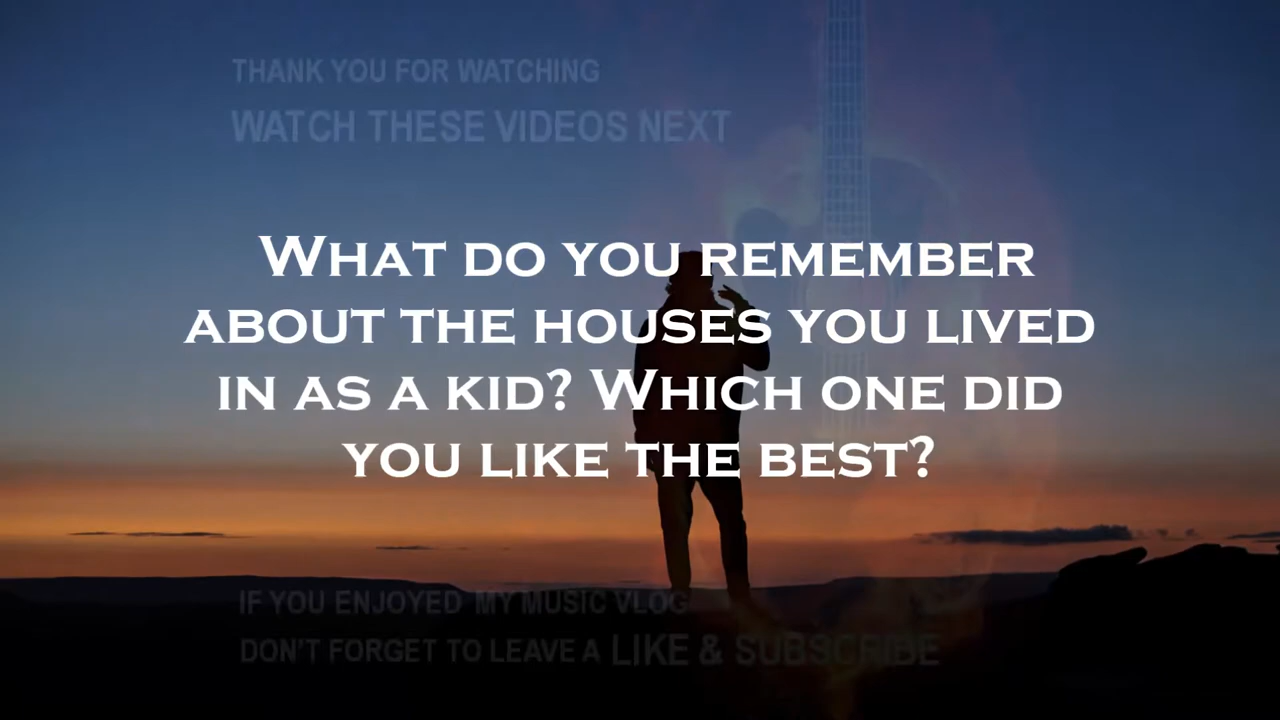 THANK YOU FOR WATCHING
WATCH THESE VIDEOS NEXT
WHAT DO YOU REMEMBER
ABOUT THE HOUSES YOU LIVED
IN AS A KID? WHICH ONE DID
YOU LIKE THE BEST?
IF YOU ENJOYED MY MUSIC VLOG
DON'T FORGET TO LEAVE A LIKE & SUBSCRIBE